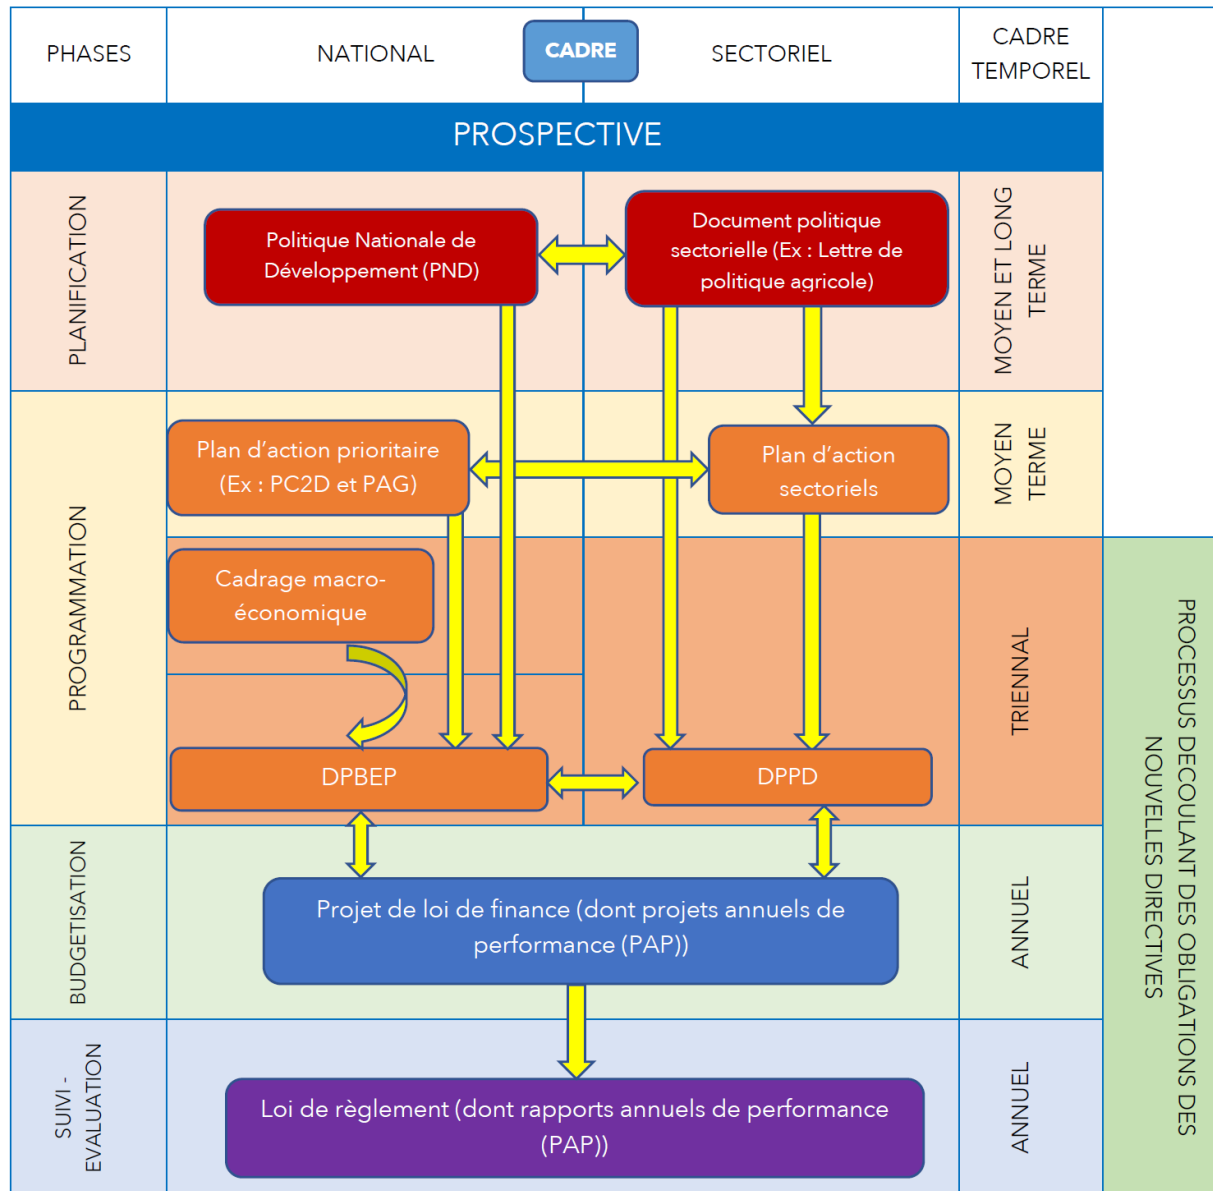 PHASES
NATIONAL
CADRE
SECTORIEL
CADRE
TEMPOREL
PROSPECTIVE
PLANIFICATION
Politique Nationale de
Développement (PND)
Document politique
sectorielle (Ex : Lettre de
politique agricole)
MOYEN ET LONG
TERME
PROGRAMMATION
Plan d’action prioritaire
(Ex : PC2D et PAG)
Plan d’action
sectoriels
MOYEN
TERME
Cadrage macro-
économique
TRIENNAL
DPBEP
DPPD
PROCESSUS DECOULANT DES OBLIGATIONS DES
NOUVELLES DIRECTIVES
BUDGETISATION
Projet de loi de finance (dont projets annuels de
performance (PAP))
ANNUEL
SUIVI -
EVALUATION
Loi de règlement (dont rapports annuels de performance
(PAP))
ANNUEL